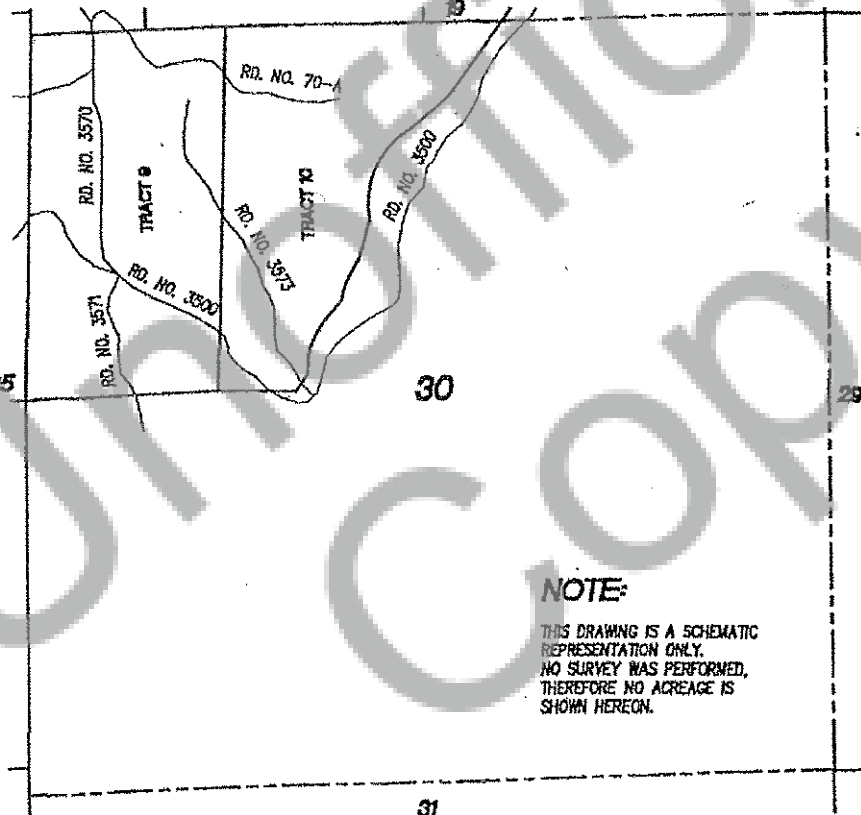 19
RD. NO. 70-A
RD. NO. 3570
TRACT 9
TRACT 10
RD. NO. 3500
RD. NO. 3573
RD. NO. 3500
RD. NO. 3571
30
29
NOTE:
THIS DRAWING IS A SCHEMATIC
REPRESENTATION ONLY.
NO SURVEY WAS PERFORMED,
THEREFORE NO ACREAGE IS
SHOWN HEREON.
31
Unoff
Cop